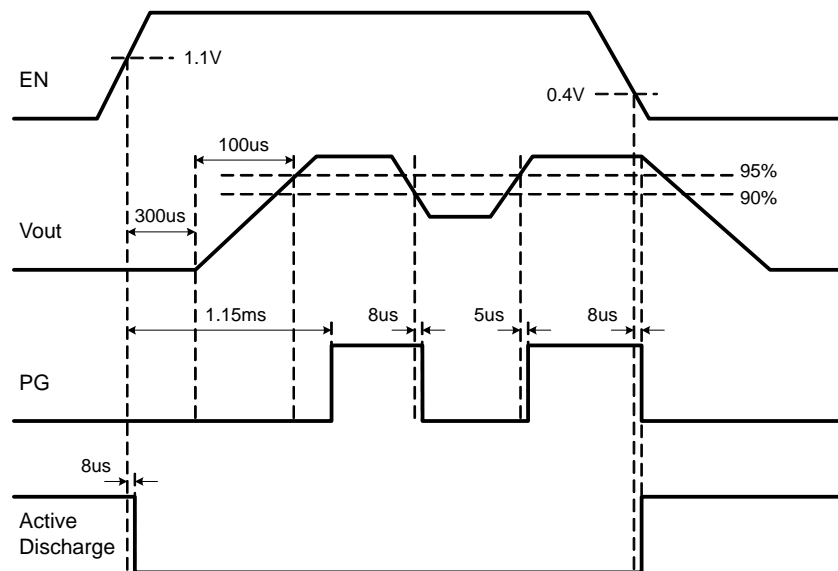 1.1V
EN
0.4V
100us
95%
90%
300us
Vout
1.15ms
8us
5us
8us
PG
8us
Active
Discharge